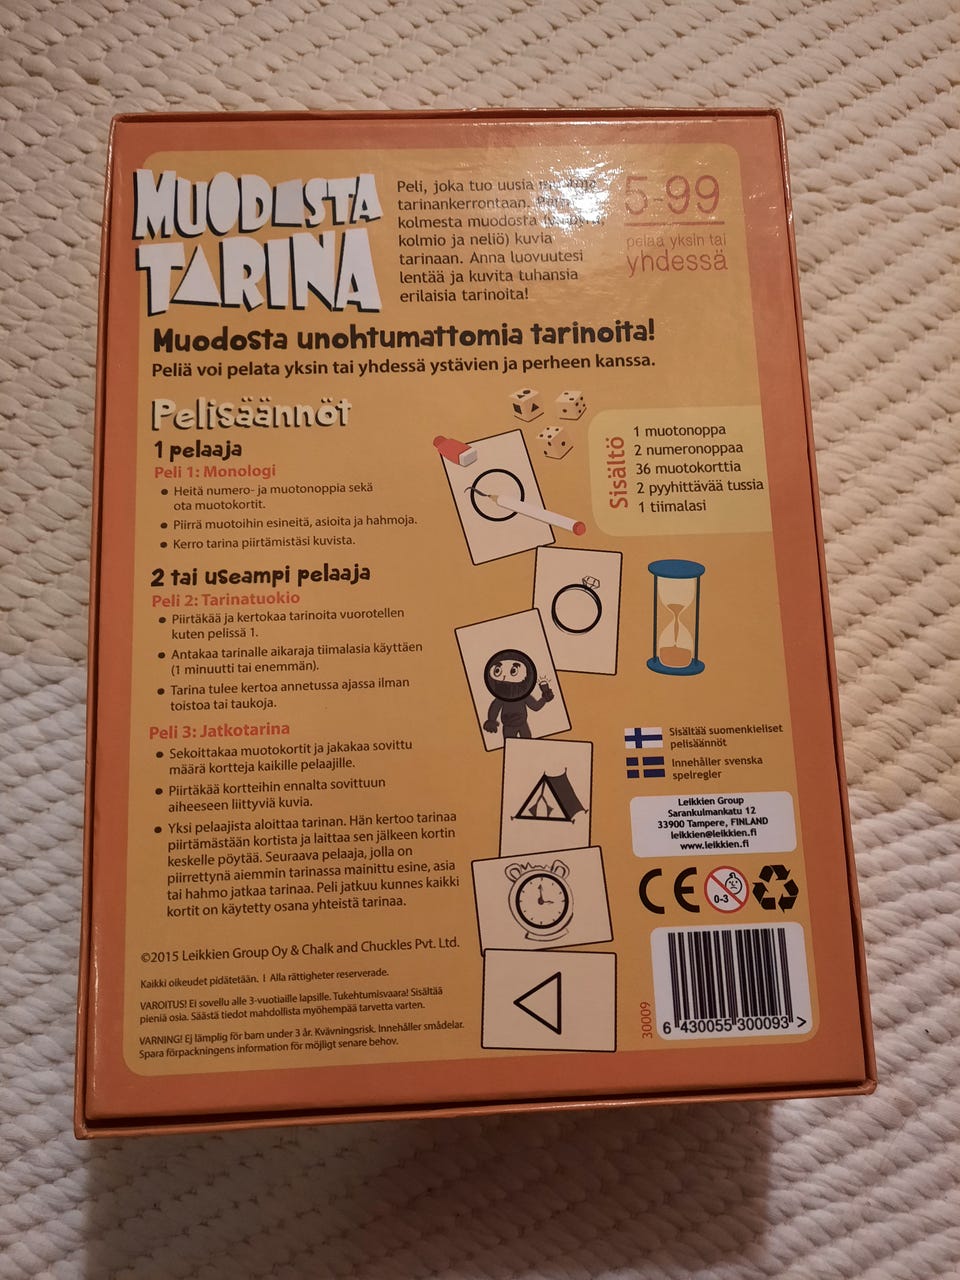 MUODOSTA
TARINA
Peli, joka tuo uusia
tarinankerrontaan.
kolmesta muodosta
kolmio ja neliö) kuvia
tarinaan. Anna luovuutesi
lentää ja kuvita tuhansia
erilaisia tarinoita!
5-99
pelaa yksin tai
yhdessä
Muodosta unohtumattomia tarinoita!
Peliä voi pelata yksin tai yhdessä ystävien ja perheen kanssa.
Pelisäännöt
1 pelaaja
Peli 1: Monologi
• Heitä numero- ja muotonoppia sekä
ota muotokortit.
• Piirrä muotoihin esineitä, asioita ja hahmoja.
• Kerro tarina piirtämistäsi kuvista.
2 tai useampi pelaaja
Peli 2: Tarinatuokio
• Piirtäkää ja kertokaa tarinoita vuorotellen
kuten pelissä 1.
• Antakaa tarinalle aikaraja tiimalasia käyttäen
(1 minuutti tai enemmän).
• Tarina tulee kertoa annetussa ajassa ilman
toistoa tai taukoja.
Peli 3: Jatkotarina
• Sekoittakaa muotokortit ja jakakaa sovittu
määrä kortteja kaikille pelaajille.
• Piirtäkää kortteihin ennalta sovittuun
aiheeseen liittyviä kuvia.
• Yksi pelaajista aloittaa tarinan. Hän kertoo tarinaa
piirtämästään kortista ja laittaa sen jälkeen kortin
keskelle pöytää. Seuraava pelaaja, jolla on
piirrettynä aiemmin tarinassa mainittu esine, asia
tai hahmo jatkaa tarinaa. Peli jatkuu kunnes kaikki
kortit on käytetty osana yhteistä tarinaa.
©2015 Leikkien Group Oy & Chalk and Chuckles Pvt. Ltd.
Kaikki oikeudet pidätetään. I Alla rättigheter reserverade.
VAROITUS! Ei sovellu alle 3-vuotiaille lapsille. Tukehtumisvaara! Sisältää
pieniä osia. Säästä tiedot mahdollista myöhempää tarvetta varten.
VARNING! Ej lämplig för barn under 3 år. Kvävningsrisk. Innehåller smådelar.
Spara förpackningens information för möjligt senare behov.
Sisältö
1 muotonoppa
2 numeronoppaa
36 muotokorttia
2 pyyhittävää tussia
1 tiimalasi
Sisältää suomenkieliset
pelisäännöt
Innehåller svenska
spelregler
Leikkien Group
Sarankulmankatu 12
33900 Tampere, FINLAND
leikkien@leikkien.fi
www.leikkien.fi
CE
0-3
30009
6 430055 300093 >